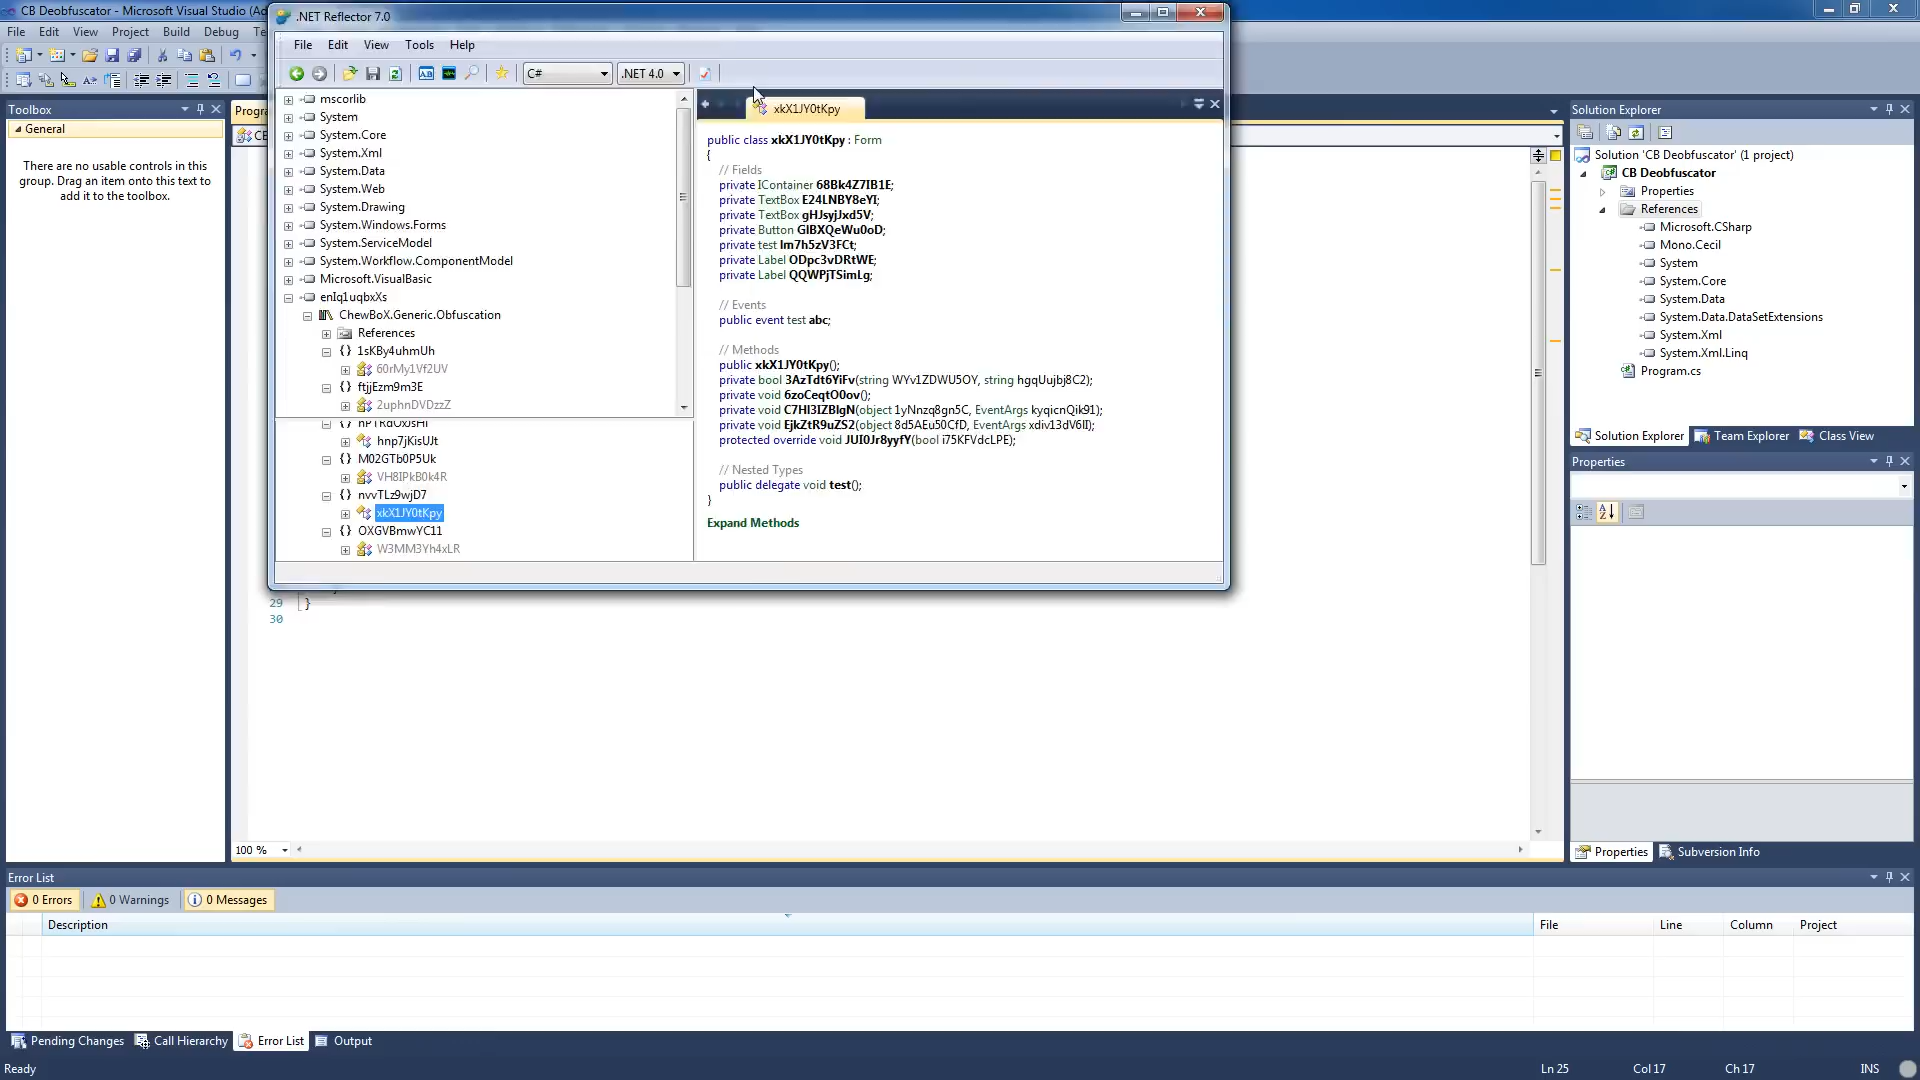 CB Deobfuscator - Microsoft Visual Studio (Ad
File Edit View Project Build Debug Te
Toolbox
General
There are no usable controls in this
group. Drag an item onto this text to
add it to the toolbox.
Progra
.NET Reflector 7.0
File Edit View Tools Help
C# .NET 4.0
mscorlib
System
System.Core
System.Xml
System.Data
System.Web
System.Drawing
System.Windows.Forms
System.ServiceModel
System.Workflow.ComponentModel
Microsoft.VisualBasic
enIq1uqbxXs
ChewBoX.Generic.Obfuscation
References
1sKBy4uhmUh
60rMy1Vf2UV
ftjjEzm9m3E
2uphnDVDzzZ
hnp7jKisUJt
M02GTb0P5Uk
VH8IPkB0k4R
nvvTLz9wjD7
xkX1JY0tKpy
OXGVBmwYC11
W3MM3Yh4xLR
xkX1JY0tKpy
public class xkX1JY0tKpy : Form
{
// Fields
private IContainer 68Bk4Z7IB1E;
private TextBox E24LNBY8eYI;
private TextBox gHJsyjJxd5V;
private Button GlBXQeWu0oD;
private test lm7h5zV3FCt;
private Label ODpc3vDRtWE;
private Label QQWPjTSimLg;
// Events
public event test abc;
// Methods
public xkX1JY0tKpy();
private bool 3AzTdt6YiFv(string WYv1ZDWU5OY, string hgqUujbj8C2);
private void 6zoCeqtO0ov();
private void C7HI3IZBlgN(object 1yNnzq8gn5C, EventArgs kyqicnQik91);
private void EjkZtR9uZS2(object 8d5AEu50CfD, EventArgs xdiv13dV6Il);
protected override void JUI0Jr8yyfY(bool i75KFVdcLPE);
// Nested Types
public delegate void test();
}
Expand Methods
29 }
30
100 %
Solution Explorer
Solution 'CB Deobfuscator' (1 project)
CB Deobfuscator
Properties
References
Microsoft.CSharp
Mono.Cecil
System
System.Core
System.Data
System.Data.DataSetExtensions
System.Xml
System.Xml.Linq
Program.cs
Solution Explorer Team Explorer Class View
Properties
Properties Subversion Info
Error List
0 Errors 0 Warnings 0 Messages
Description File Line Column Project
Pending Changes Call Hierarchy Error List Output
Ready Ln 25 Col 17 Ch 17 INS